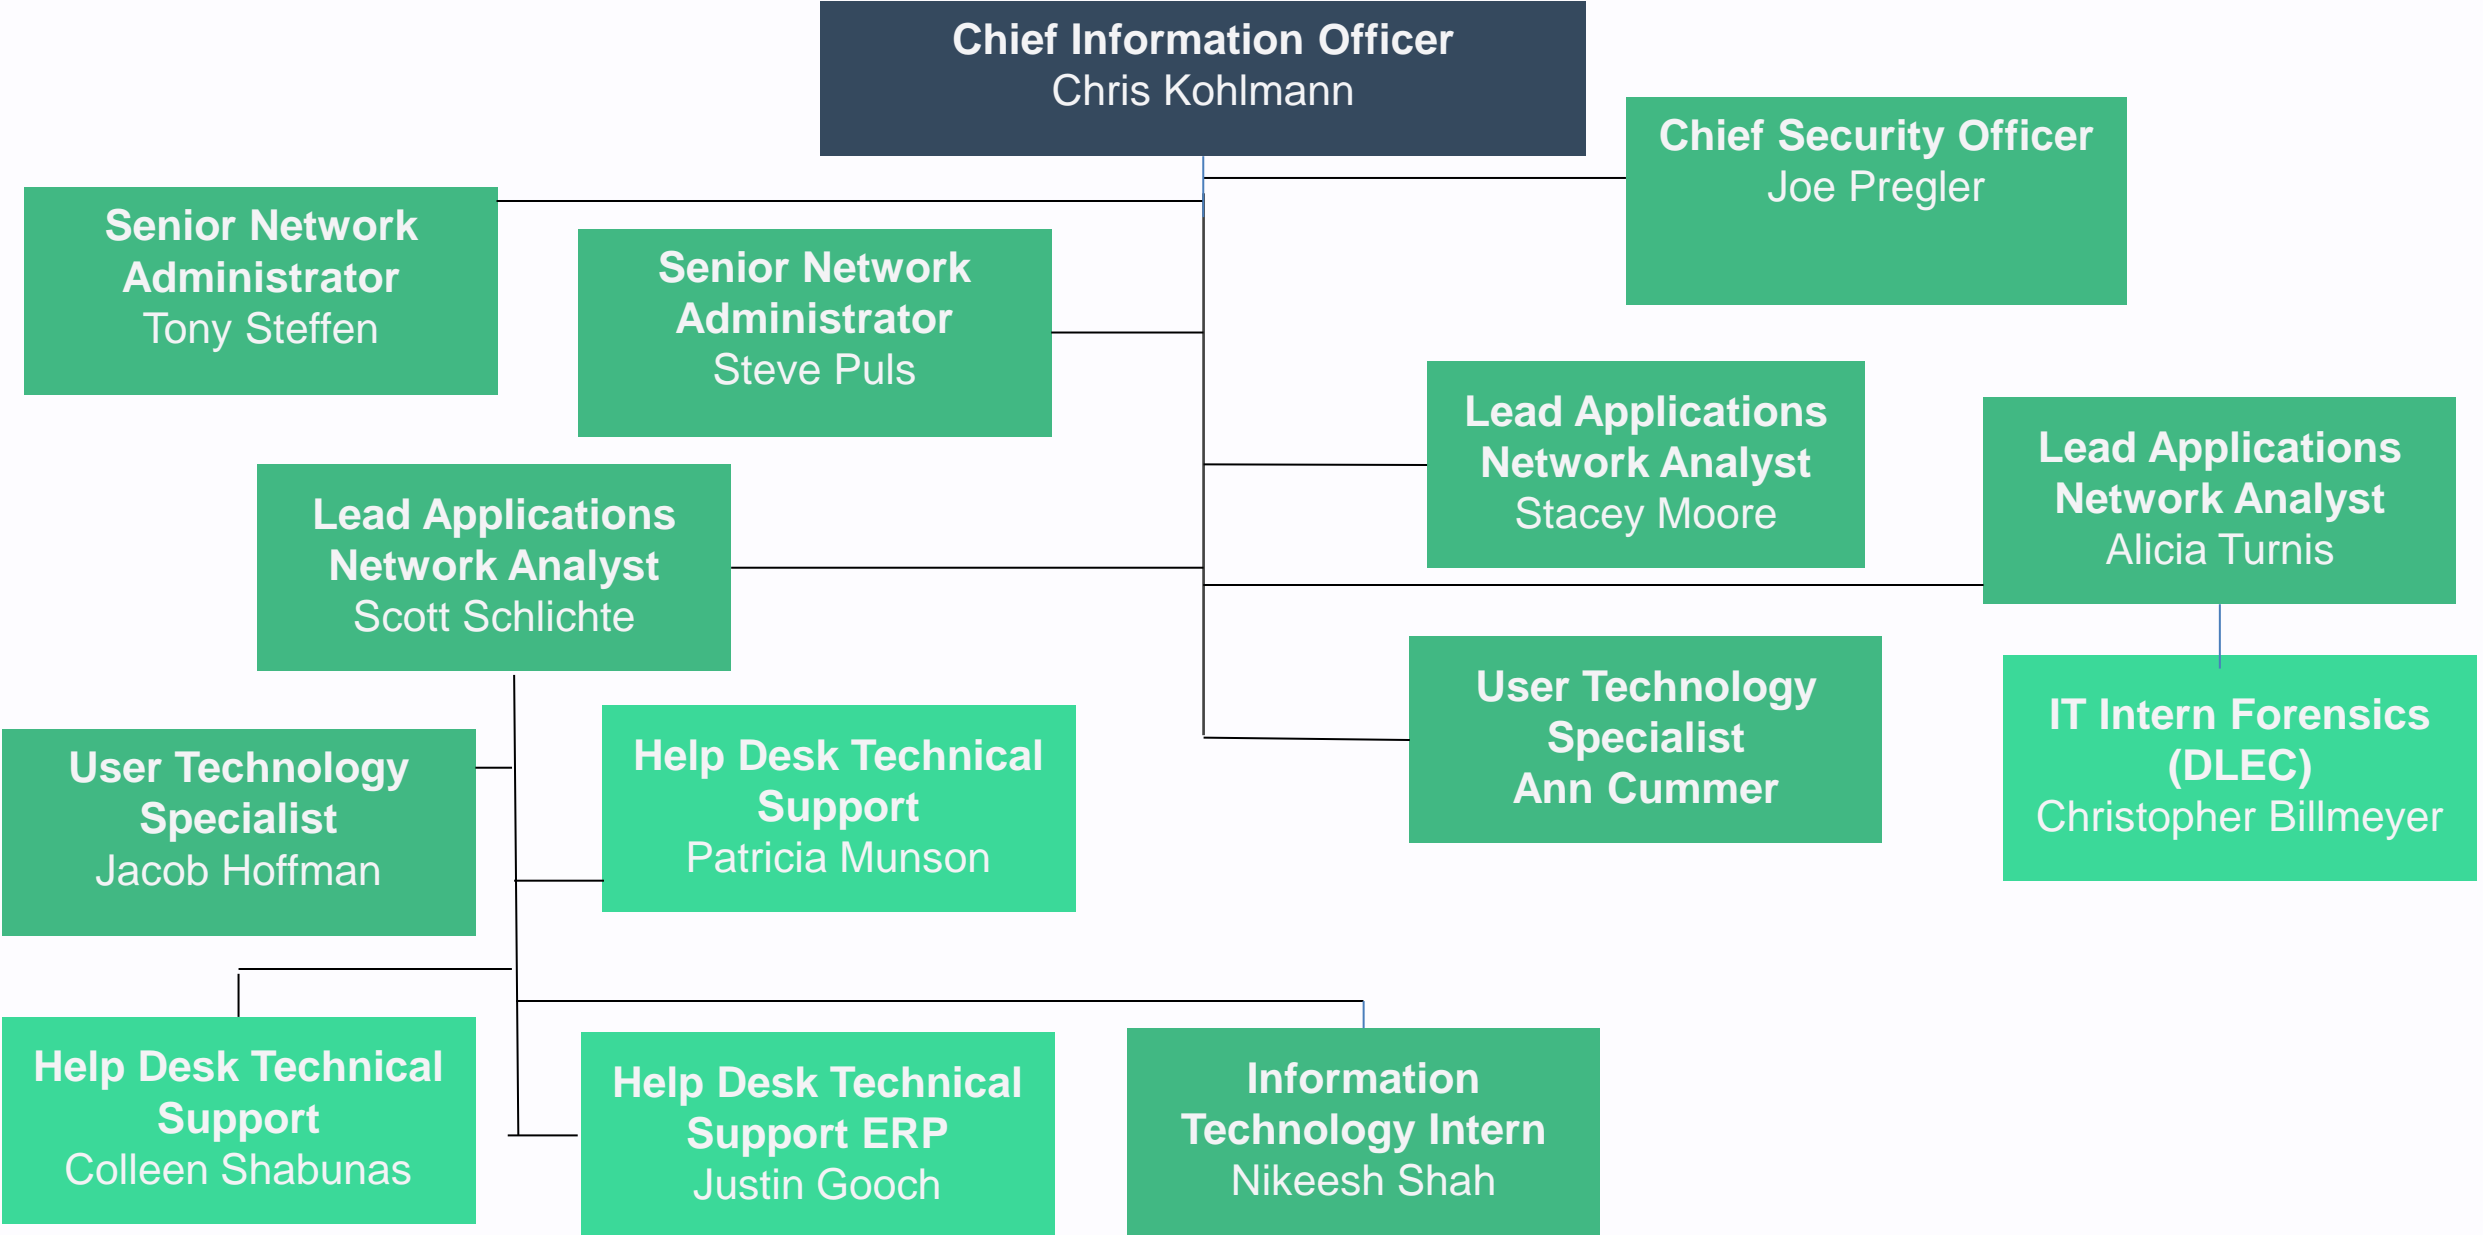 Chief Information Officer
Chris Kohlmann
Chief Security Officer
Joe Pregler
Senior Network
Administrator
Tony Steffen
Senior Network
Administrator
Steve Puls
Lead Applications
Network Analyst
Stacey Moore
Lead Applications
Network Analyst
Alicia Turnis
Lead Applications
Network Analyst
Scott Schlichte
User Technology
Specialist
Ann Cummer
IT Intern Forensics
(DLEC)
Christopher Billmeyer
User Technology
Specialist
Jacob Hoffman
Help Desk Technical
Support
Patricia Munson
Help Desk Technical
Support
Colleen Shabunas
Help Desk Technical
Support ERP
Justin Gooch
Information
Technology Intern
Nikeesh Shah